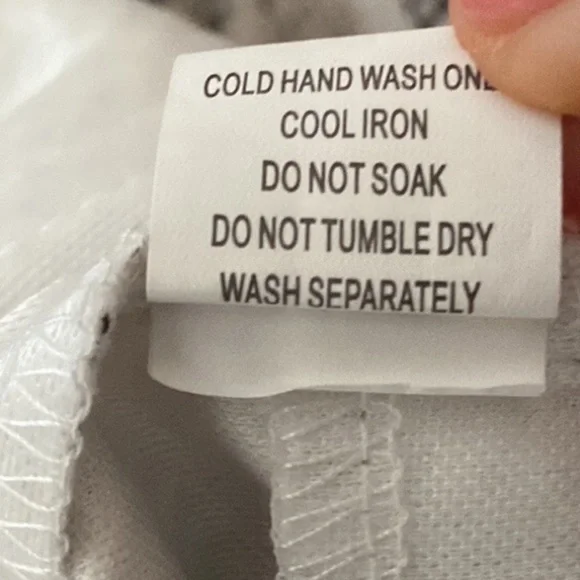 COLD HAND WASH
COOL IRON
DO NOT SOAK
DO NOT TUMBLE DRY
WASH SEPARATELY